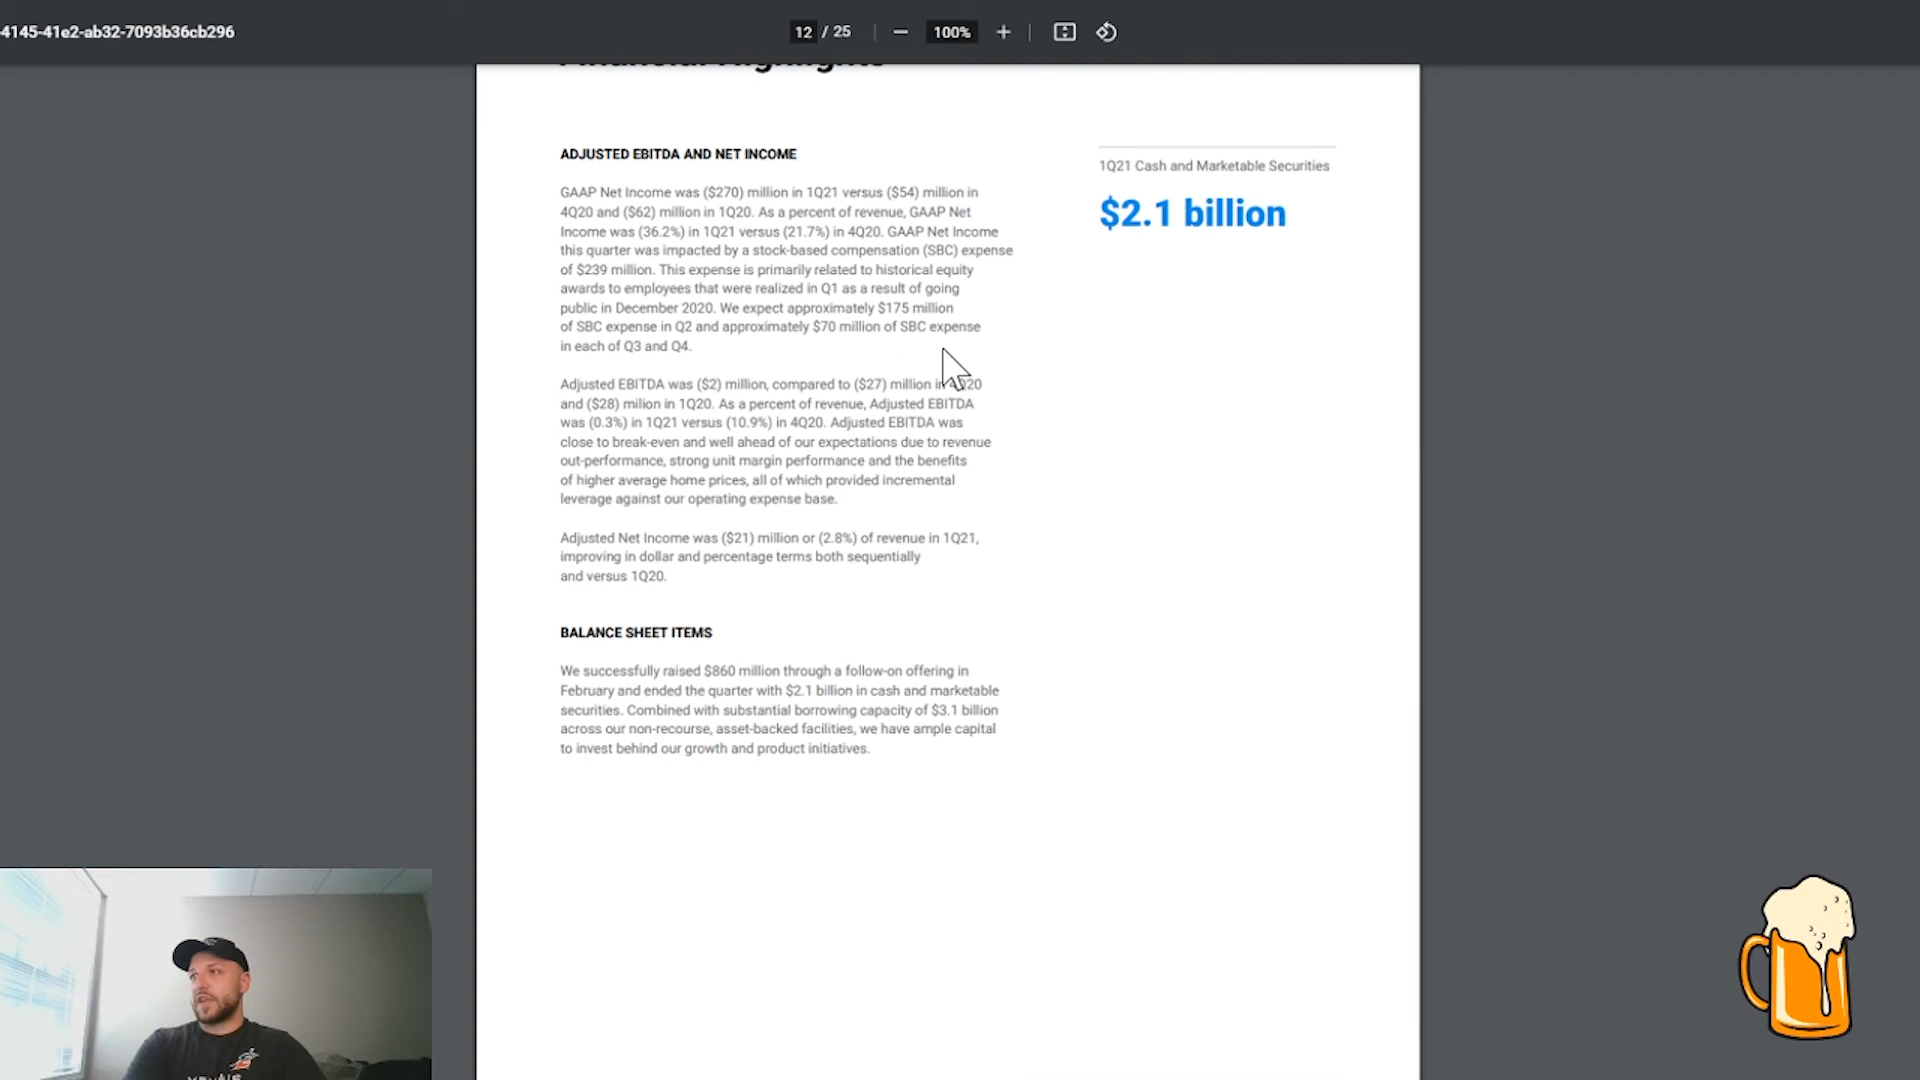 -4145-41e2-ab32-7093b36cb296
12 / 25
100%
Financial Highlights
ADJUSTED EBITDA AND NET INCOME
GAAP Net Income was ($270) million in 1Q21 versus ($54) million in
4Q20 and ($62) million in 1Q20. As a percent of revenue, GAAP Net
Income was (36.2%) in 1Q21 versus (21.7%) in 4Q20. GAAP Net Income
this quarter was impacted by a stock-based compensation (SBC) expense
of $239 million. This expense is primarily related to historical equity
awards to employees that were realized in Q1 as a result of going
public in December 2020. We expect approximately $175 million
of SBC expense in Q2 and approximately $70 million of SBC expense
in each of Q3 and Q4.
Adjusted EBITDA was ($2) million, compared to ($27) million in 4Q20
and ($28) milion in 1Q20. As a percent of revenue, Adjusted EBITDA
was (0.3%) in 1Q21 versus (10.9%) in 4Q20. Adjusted EBITDA was
close to break-even and well ahead of our expectations due to revenue
out-performance, strong unit margin performance and the benefits
of higher average home prices, all of which provided incremental
leverage against our operating expense base.
Adjusted Net Income was ($21) million or (2.8%) of revenue in 1Q21,
improving in dollar and percentage terms both sequentially
and versus 1Q20.
BALANCE SHEET ITEMS
We successfully raised $860 million through a follow-on offering in
February and ended the quarter with $2.1 billion in cash and marketable
securities. Combined with substantial borrowing capacity of $3.1 billion
across our non-recourse, asset-backed facilities, we have ample capital
to invest behind our growth and product initiatives.
1Q21 Cash and Marketable Securities
$2.1 billion